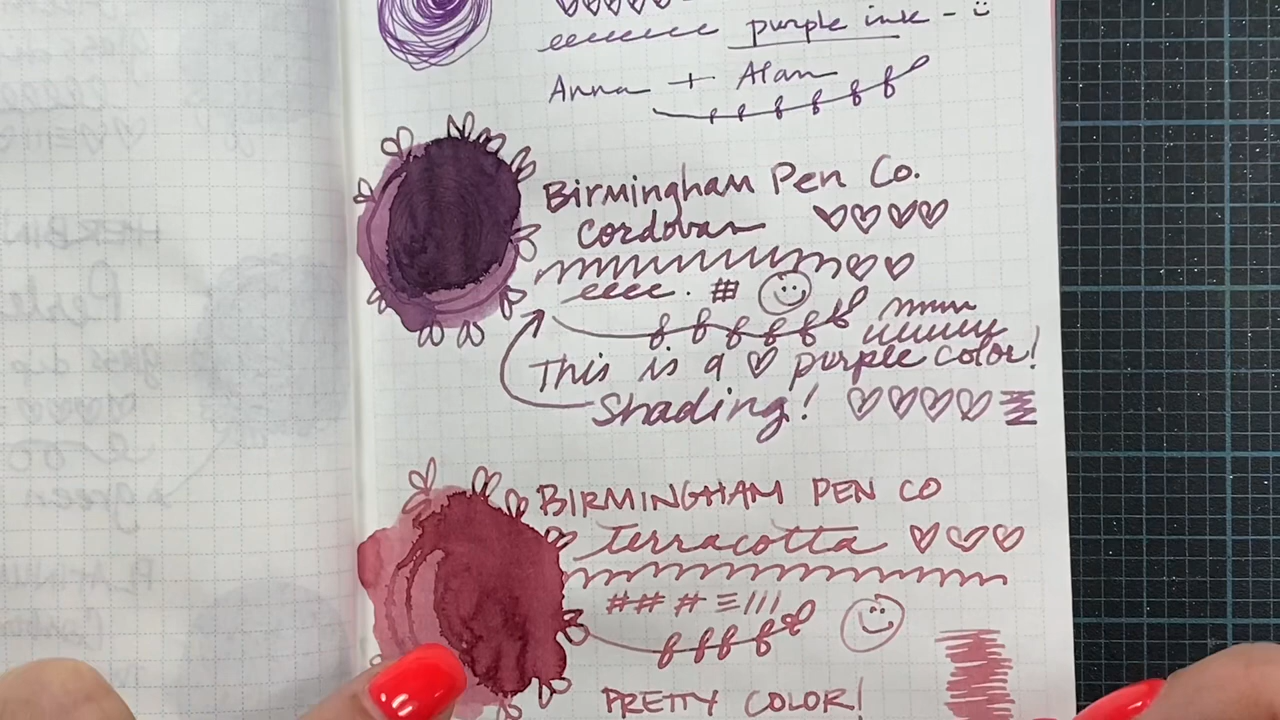 purple ink -
Anna + Alan
Birmingham Pen Co.
Cordovan
This is a purple color!
Shading!
BIRMINGHAM PEN CO
Terracotta
PRETTY COLOR!